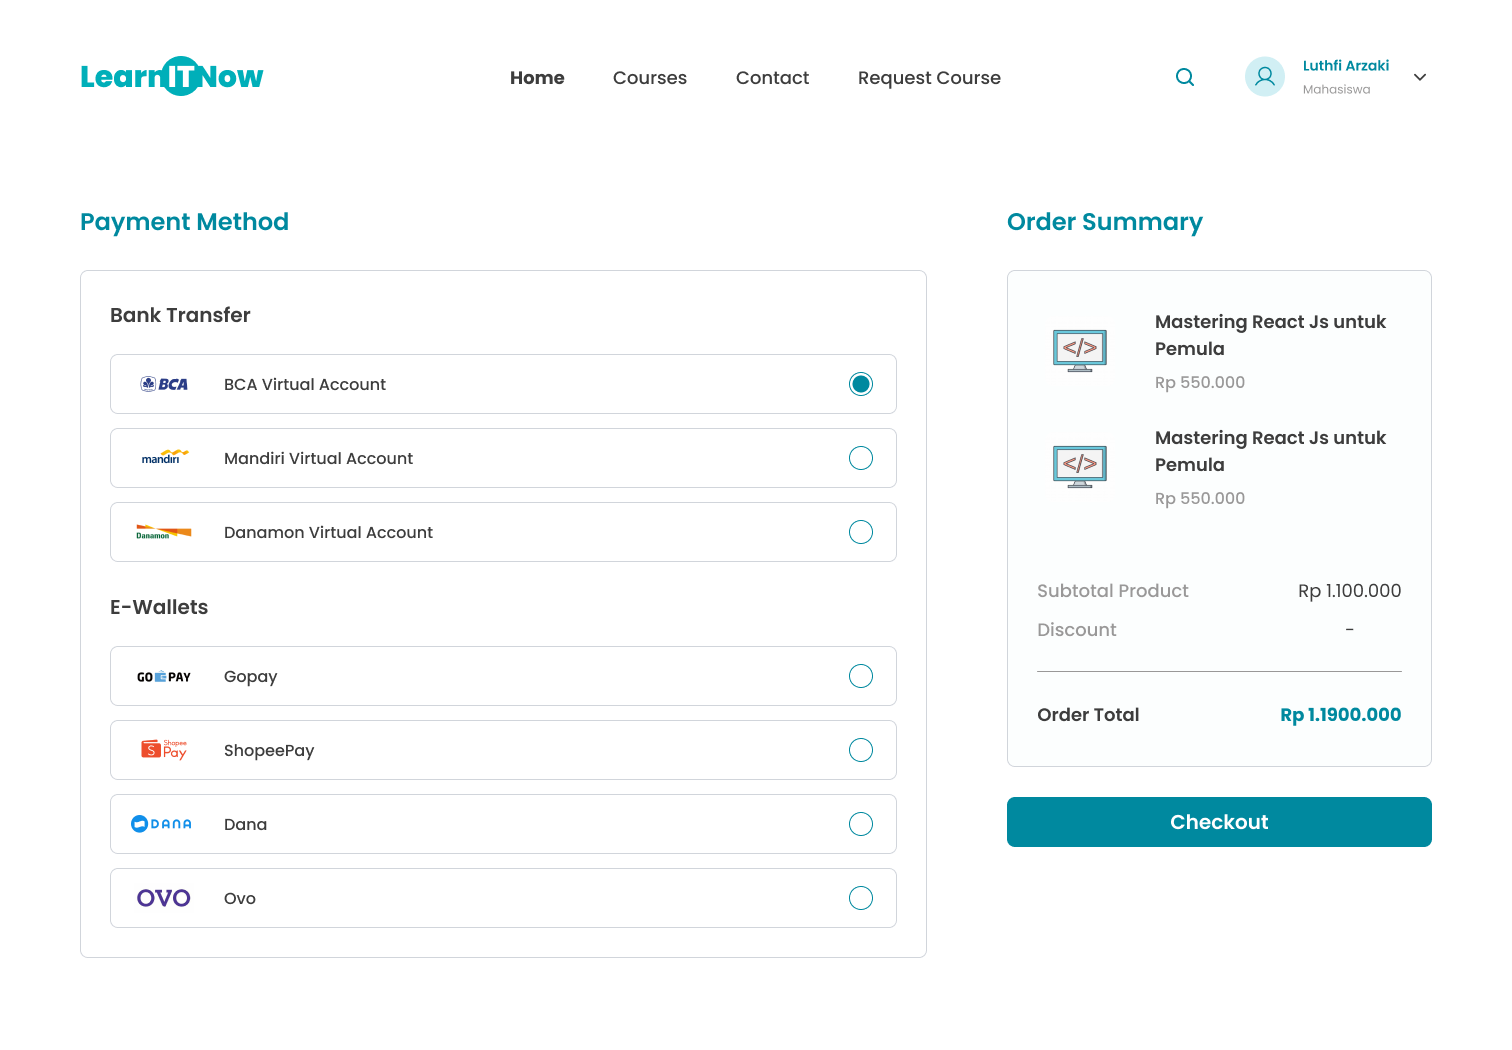 LearnITNow
Home Courses Contact Request Course
Luthfi Arzaki
Mahasiswa
Payment Method
Bank Transfer
BCA BCA Virtual Account
mandiri Mandiri Virtual Account
Danamon Danamon Virtual Account
E-Wallets
GO PAY Gopay
S Shopee Pay ShopeePay
DANA Dana
OVO Ovo
Order Summary
</>
Mastering React Js untuk
Pemula
Rp 550.000
</>
Mastering React Js untuk
Pemula
Rp 550.000
Subtotal Product Rp 1.100.000
Discount -
Order Total Rp 1.1900.000
Checkout